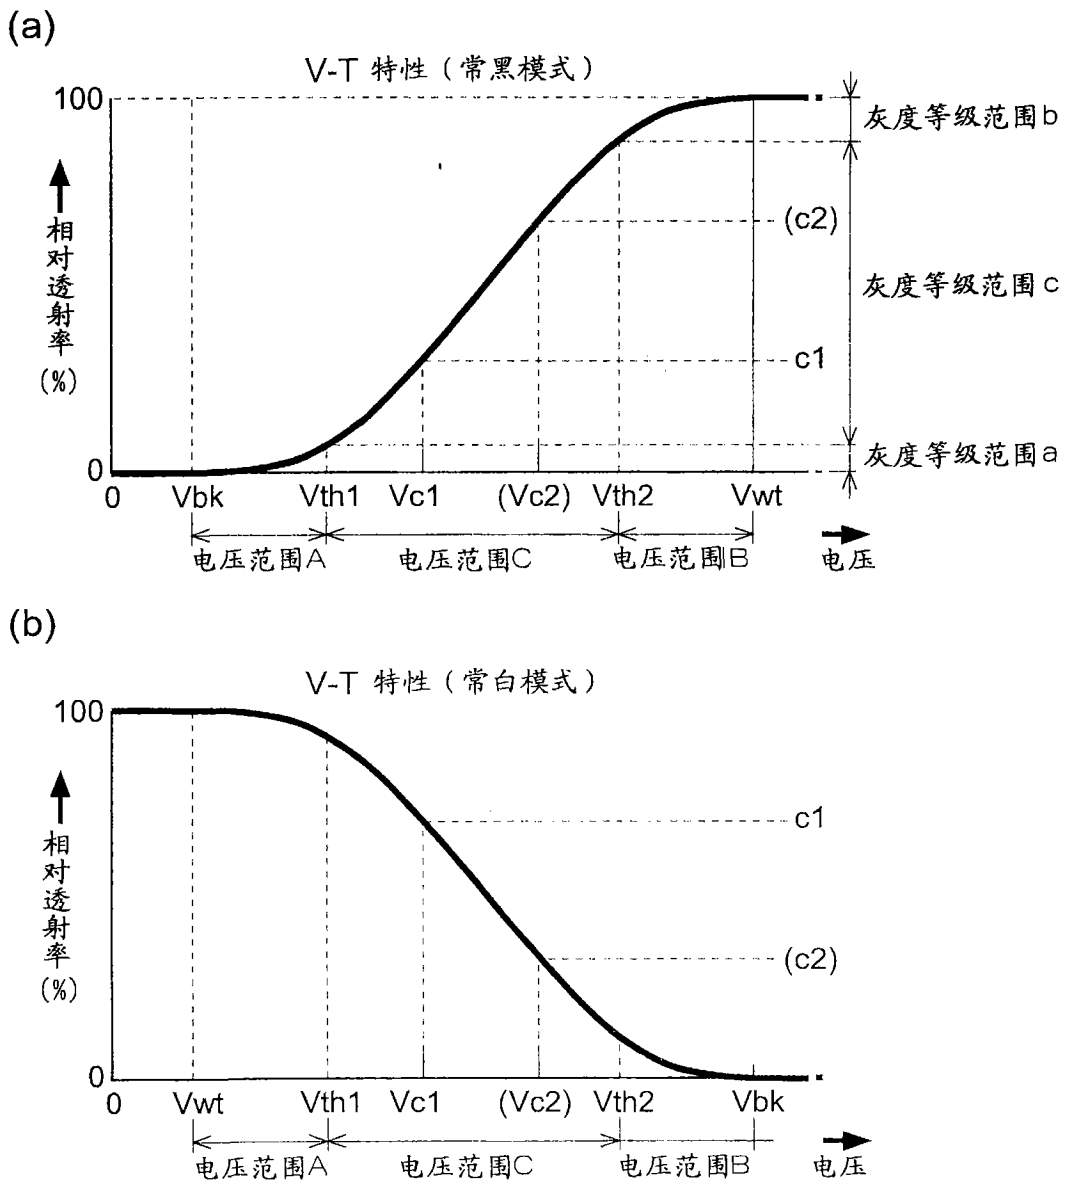 (a)
V-T 特性（常黑模式）
100
灰度等级范围b
相对透射率(%)
(c2)
灰度等级范围c
c1
灰度等级范围a
0
0 Vbk Vth1 Vc1 (Vc2) Vth2 Vwt
电压范围A 电压范围C 电压范围B 电压
(b)
V-T 特性（常白模式）
100
相对透射率(%)
c1
(c2)
0
0 Vwt Vth1 Vc1 (Vc2) Vth2 Vbk
电压范围A 电压范围C 电压范围B 电压